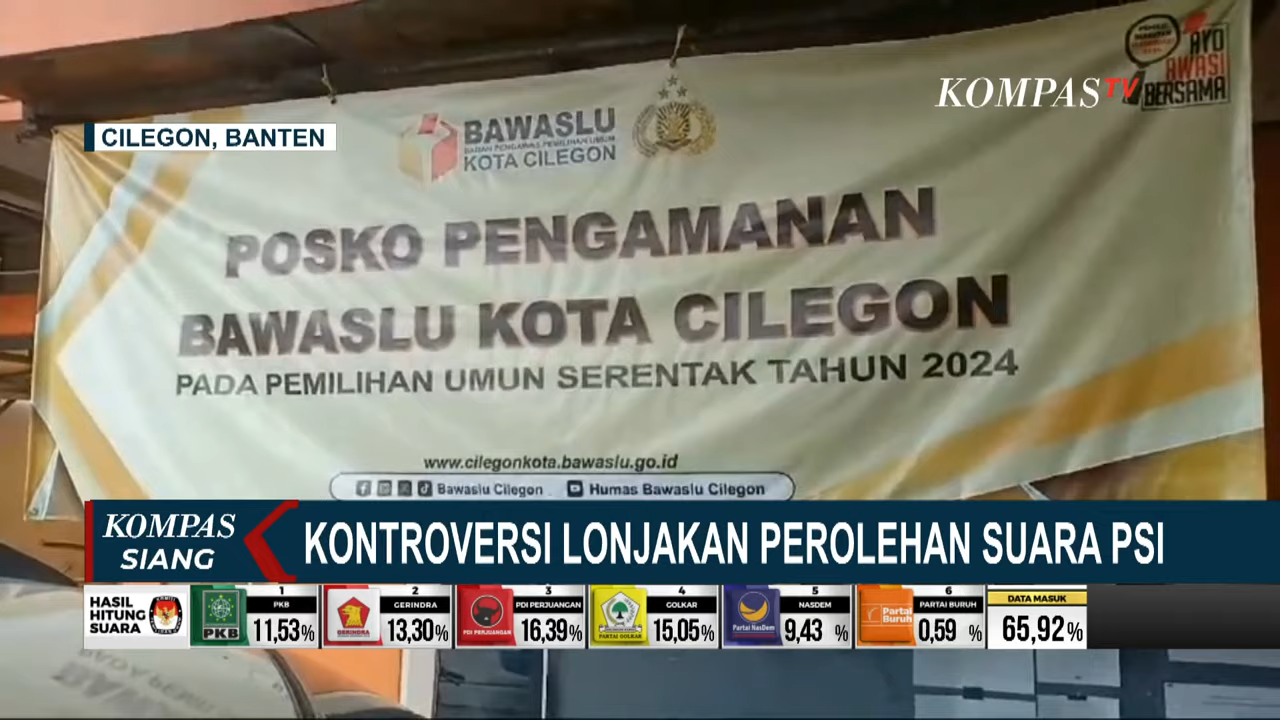 AYO
AWASI
BERSAMA
KOMPASTV
CILEGON, BANTEN
BAWASLU
BADAN PENGAWAS PEMILIHAN UMUM
KOTA CILEGON
POSKO PENGAMANAN
BAWASLU KOTA CILEGON
PADA PEMILIHAN UMUN SERENTAK TAHUN 2024
www.cilegonkota.bawaslu.go.id
Bawaslu Cilegon Humas Bawaslu Cilegon
KOMPAS
SIANG
KONTROVERSI LONJAKAN PEROLEHAN SUARA PSI
HASIL
HITUNG
SUARA
1
PKB
PKB
11,53%
2
GERINDRA
GERINDRA
13,30%
3
PDI PERJUANGAN
PDI PERJUANGAN
16,39%
4
GOLKAR
PARTAI GOLKAR
15,05%
5
NASDEM
Partai NasDem
9,43 %
6
PARTAI BURUH
Partai
Buruh
0,59 %
DATA MASUK
65,92%